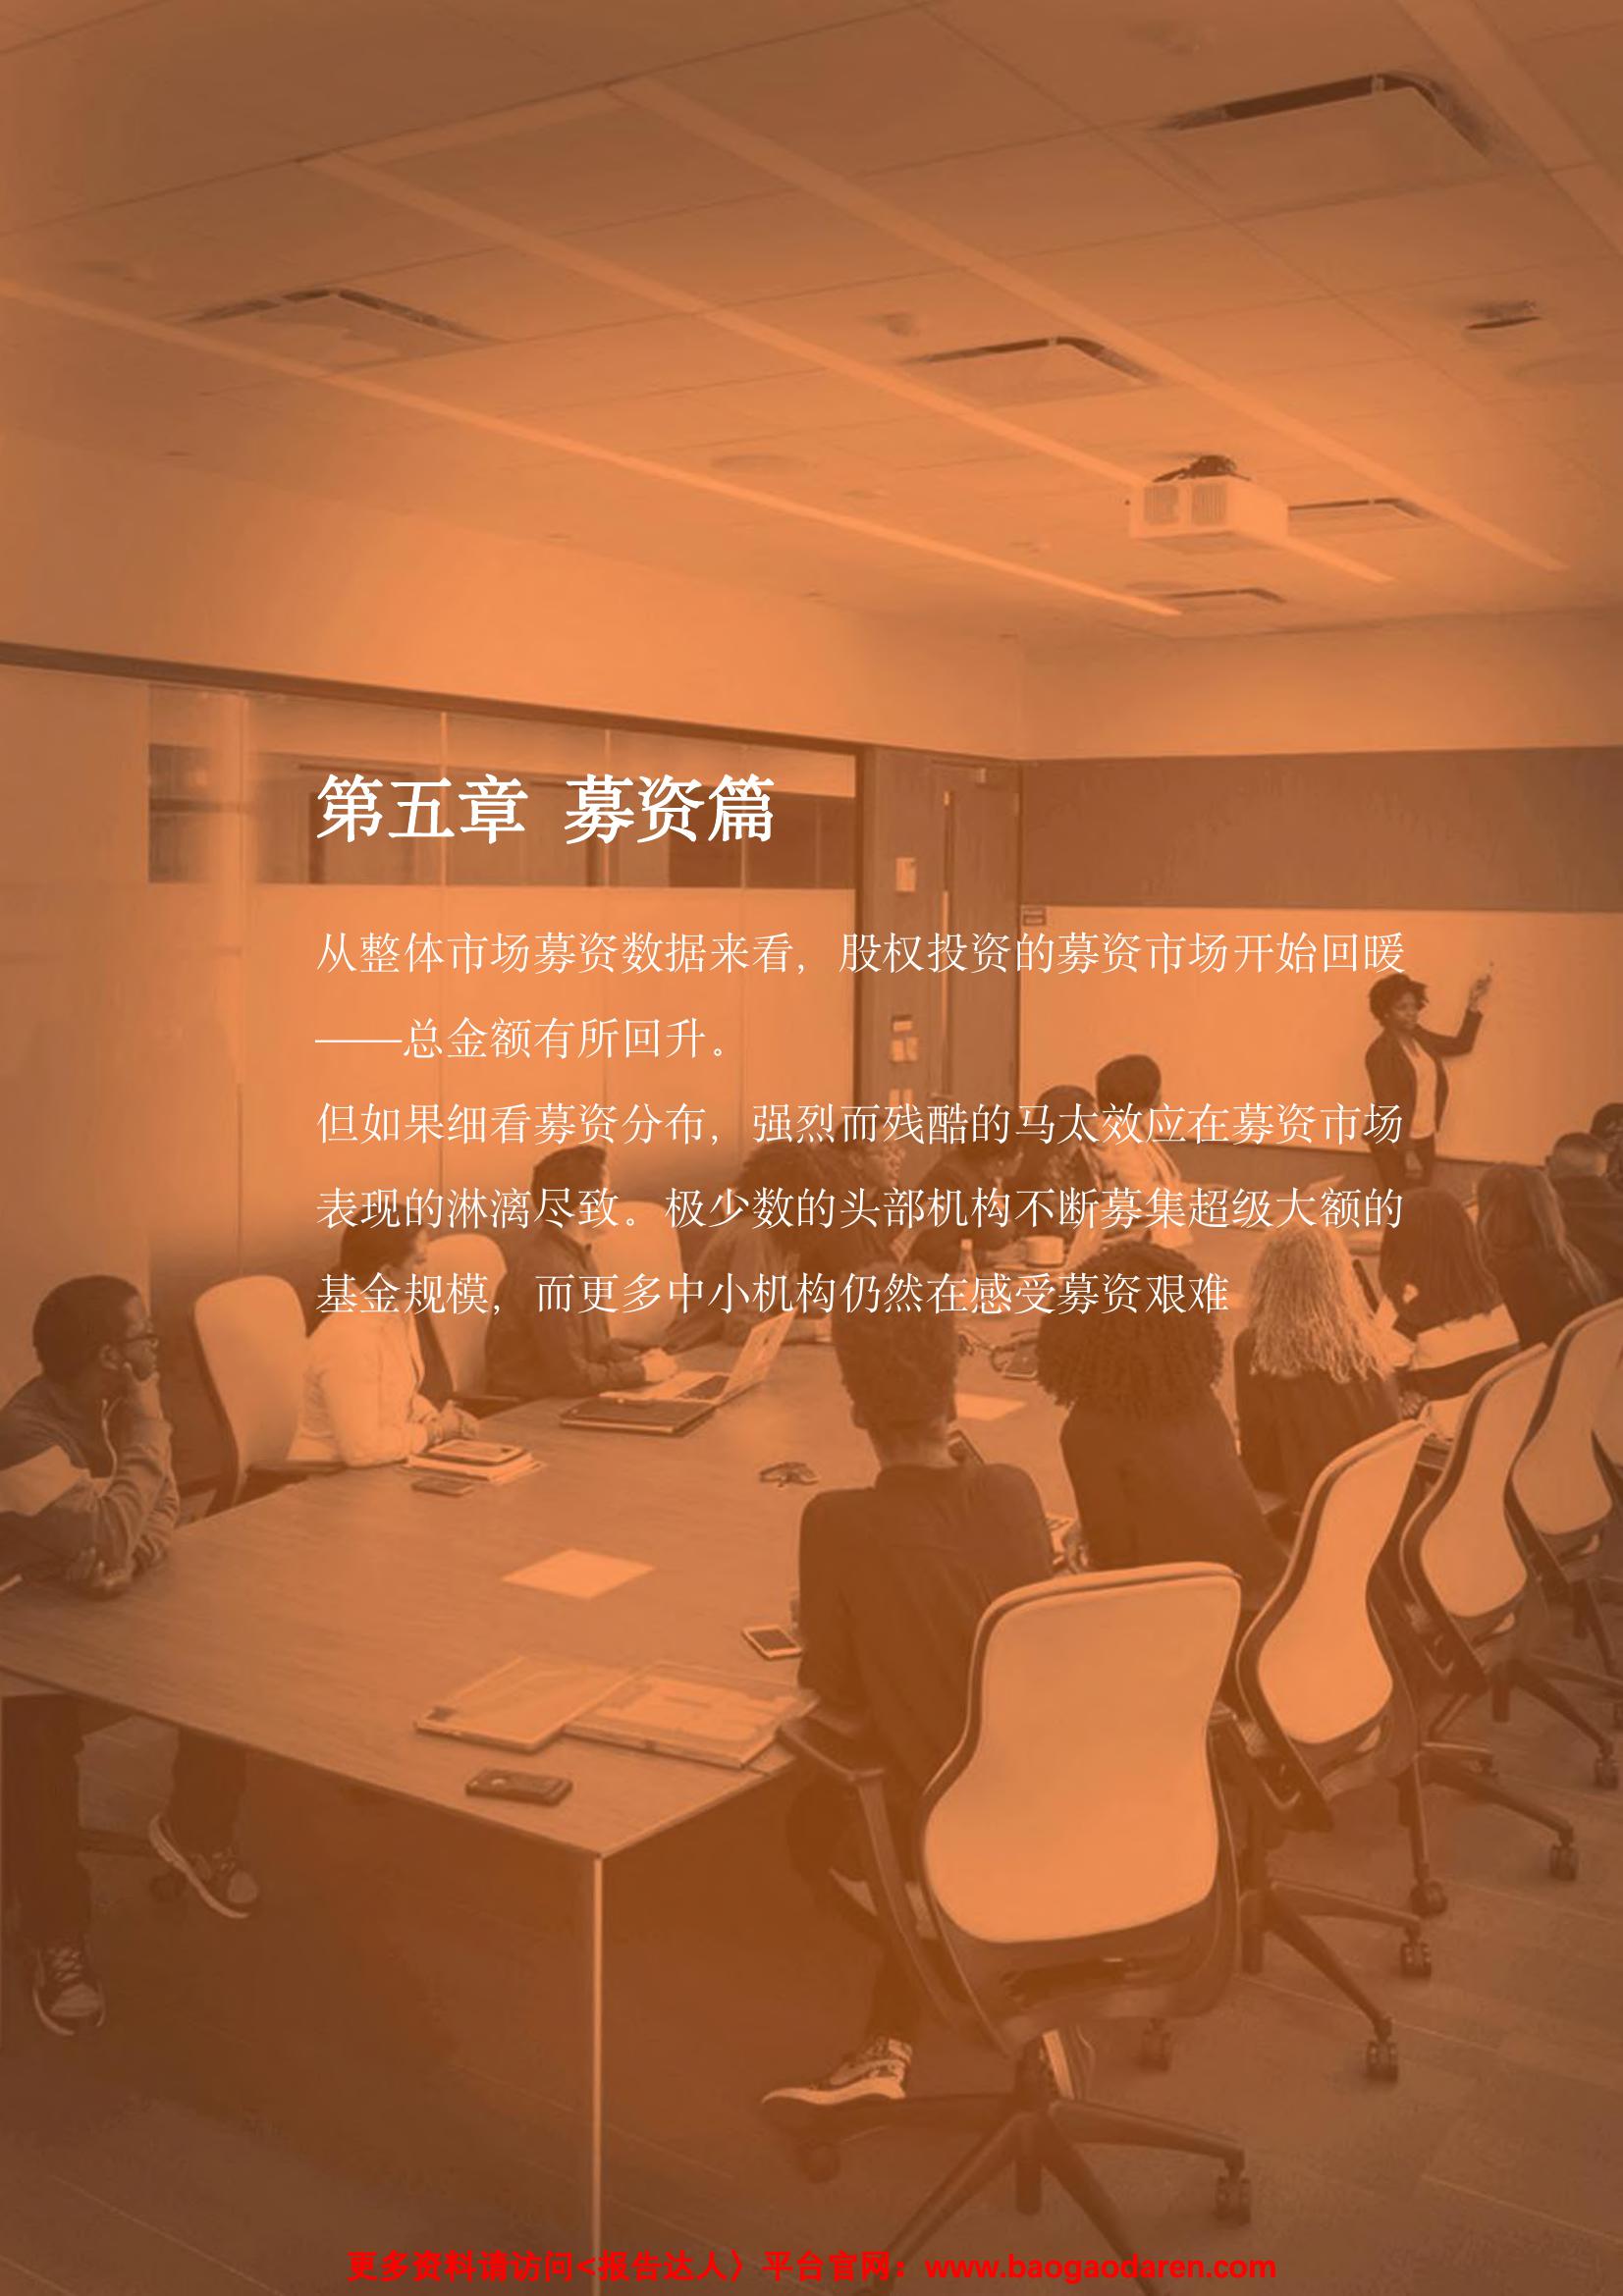 第五章 募资篇
从整体市场募资数据来看，股权投资的募资市场开始回暖
——总金额有所回升。
但如果细看募资分布，强烈而残酷的马太效应在募资市场
表现的淋漓尽致。极少数的头部机构不断募集超级大额的
基金规模，而更多中小机构仍然在感受募资艰难
更多资料请访问<报告达人〉平台官网：www.baogaodaren.com